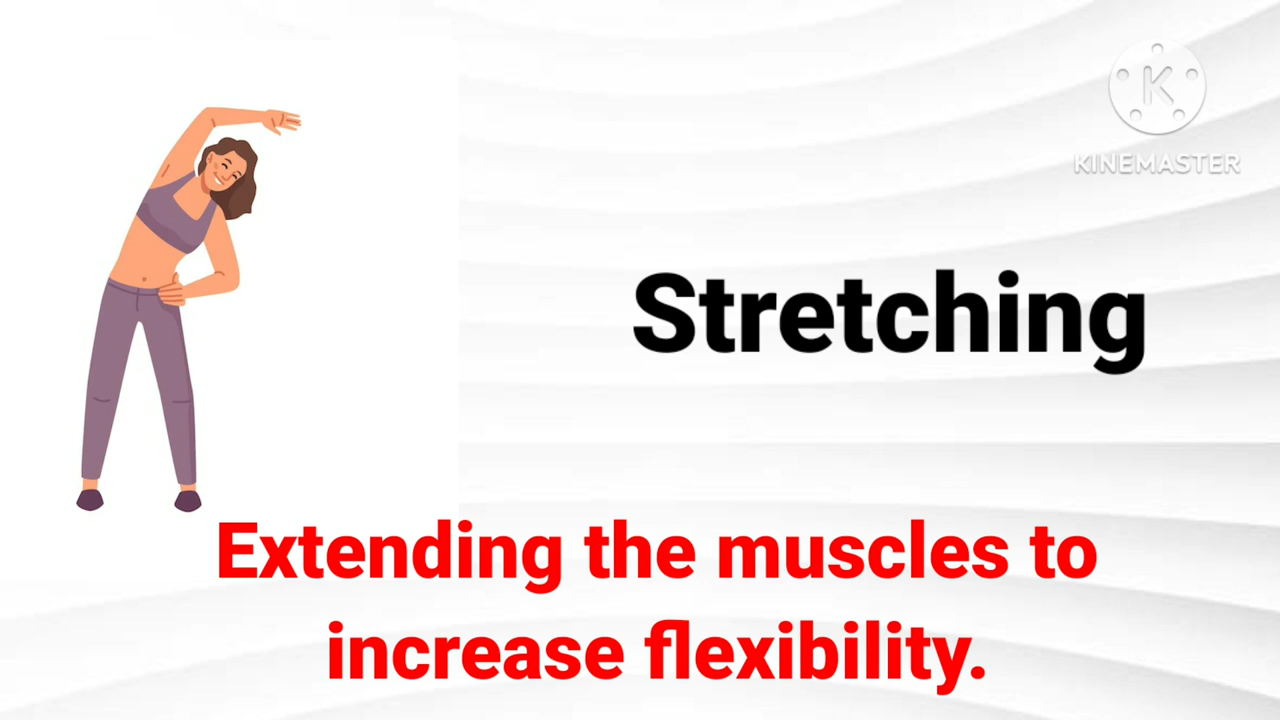 K
KINEMASTER
Stretching
Extending the muscles to
increase flexibility.